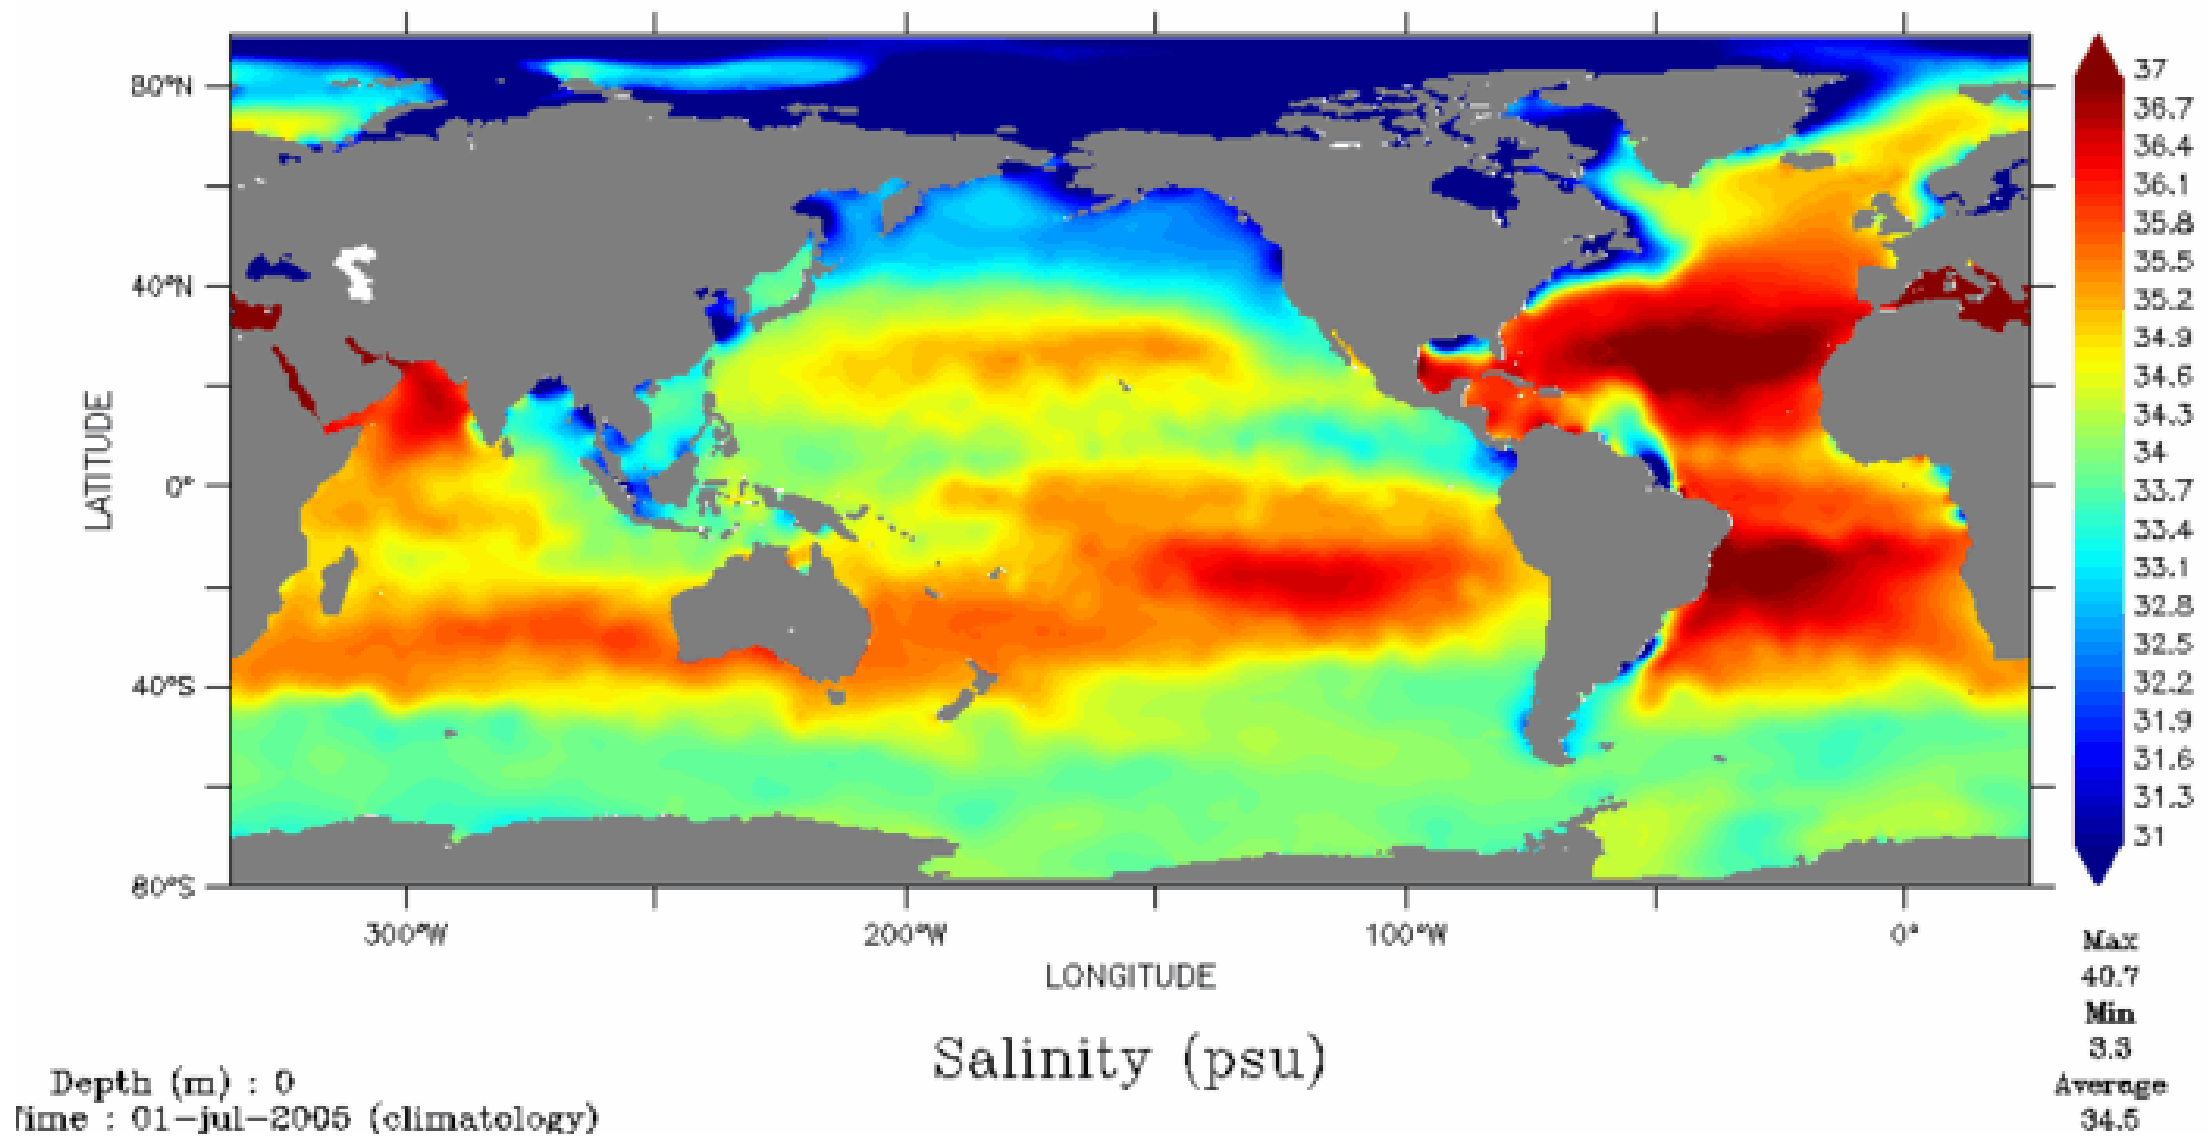 80°N
40°N
0°
40°S
80°S
LATITUDE
300°W
200°W
100°W
0°
LONGITUDE
37
36.7
36.4
36.1
35.8
35.5
35.2
34.9
34.6
34.3
34
33.7
33.4
33.1
32.8
32.5
32.2
31.9
31.6
31.3
31
Max
40.7
Min
3.3
Average
34.5
Salinity (psu)
Depth (m) : 0
Time : 01-jul-2005 (climatology)